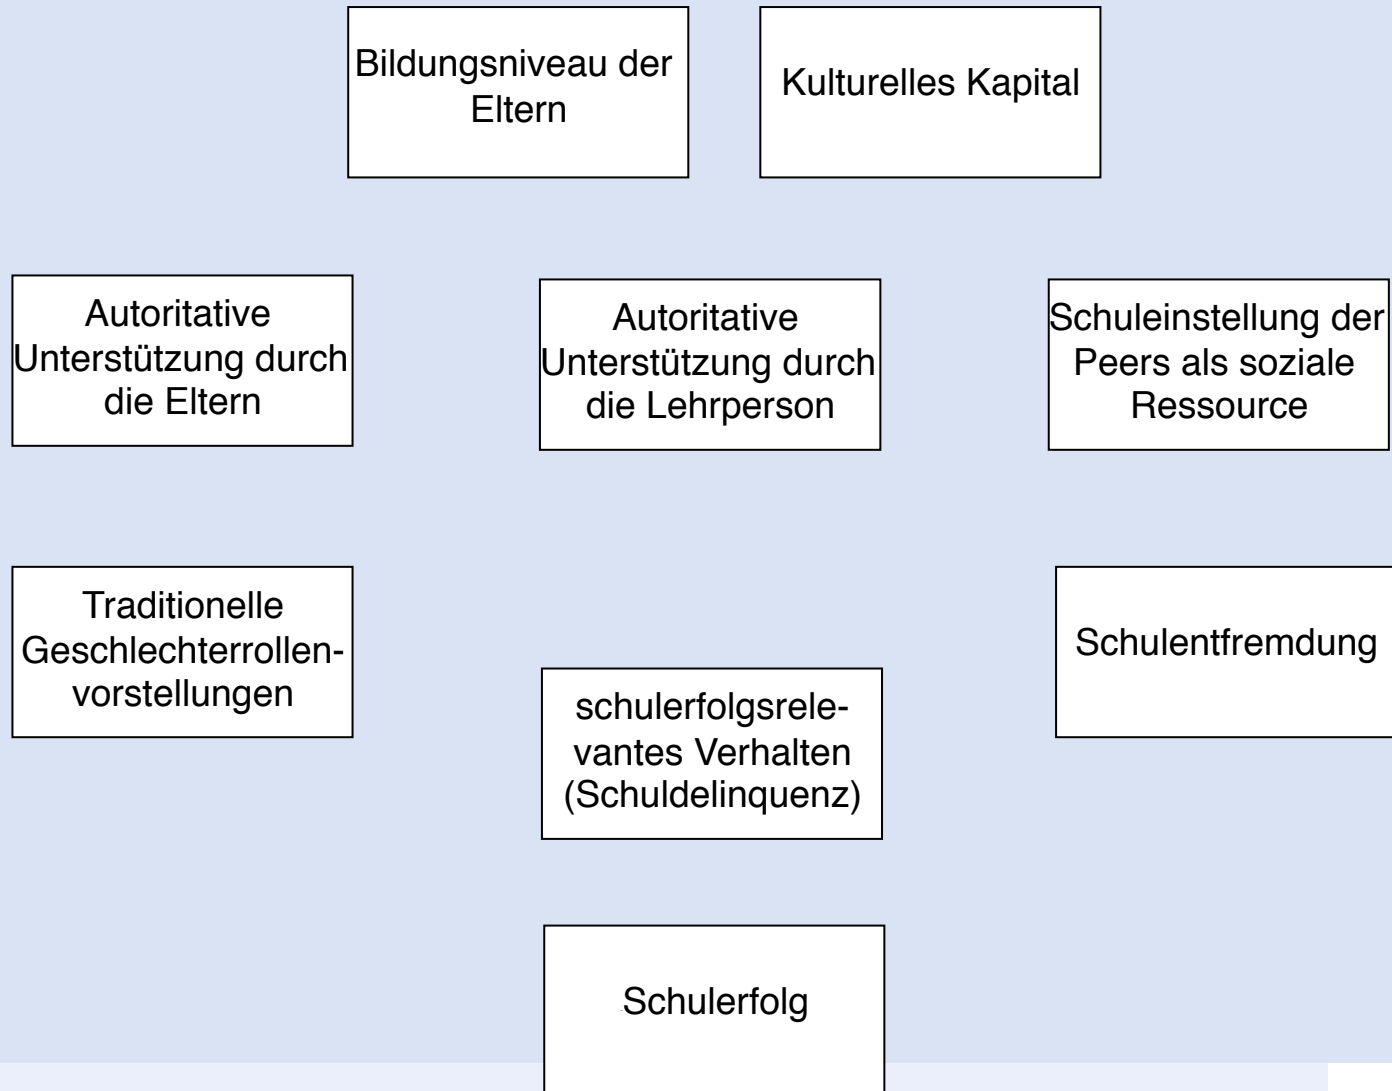 Bildungsniveau der
Eltern
Kulturelles Kapital
Autoritative
Unterstützung durch
die Eltern
Autoritative
Unterstützung durch
die Lehrperson
Schuleinstellung der
Peers als soziale
Ressource
Traditionelle
Geschlechterrollen-
vorstellungen
Schulentfremdung
schulerfolgsrele-
vantes Verhalten
(Schuldelinquenz)
Schulerfolg